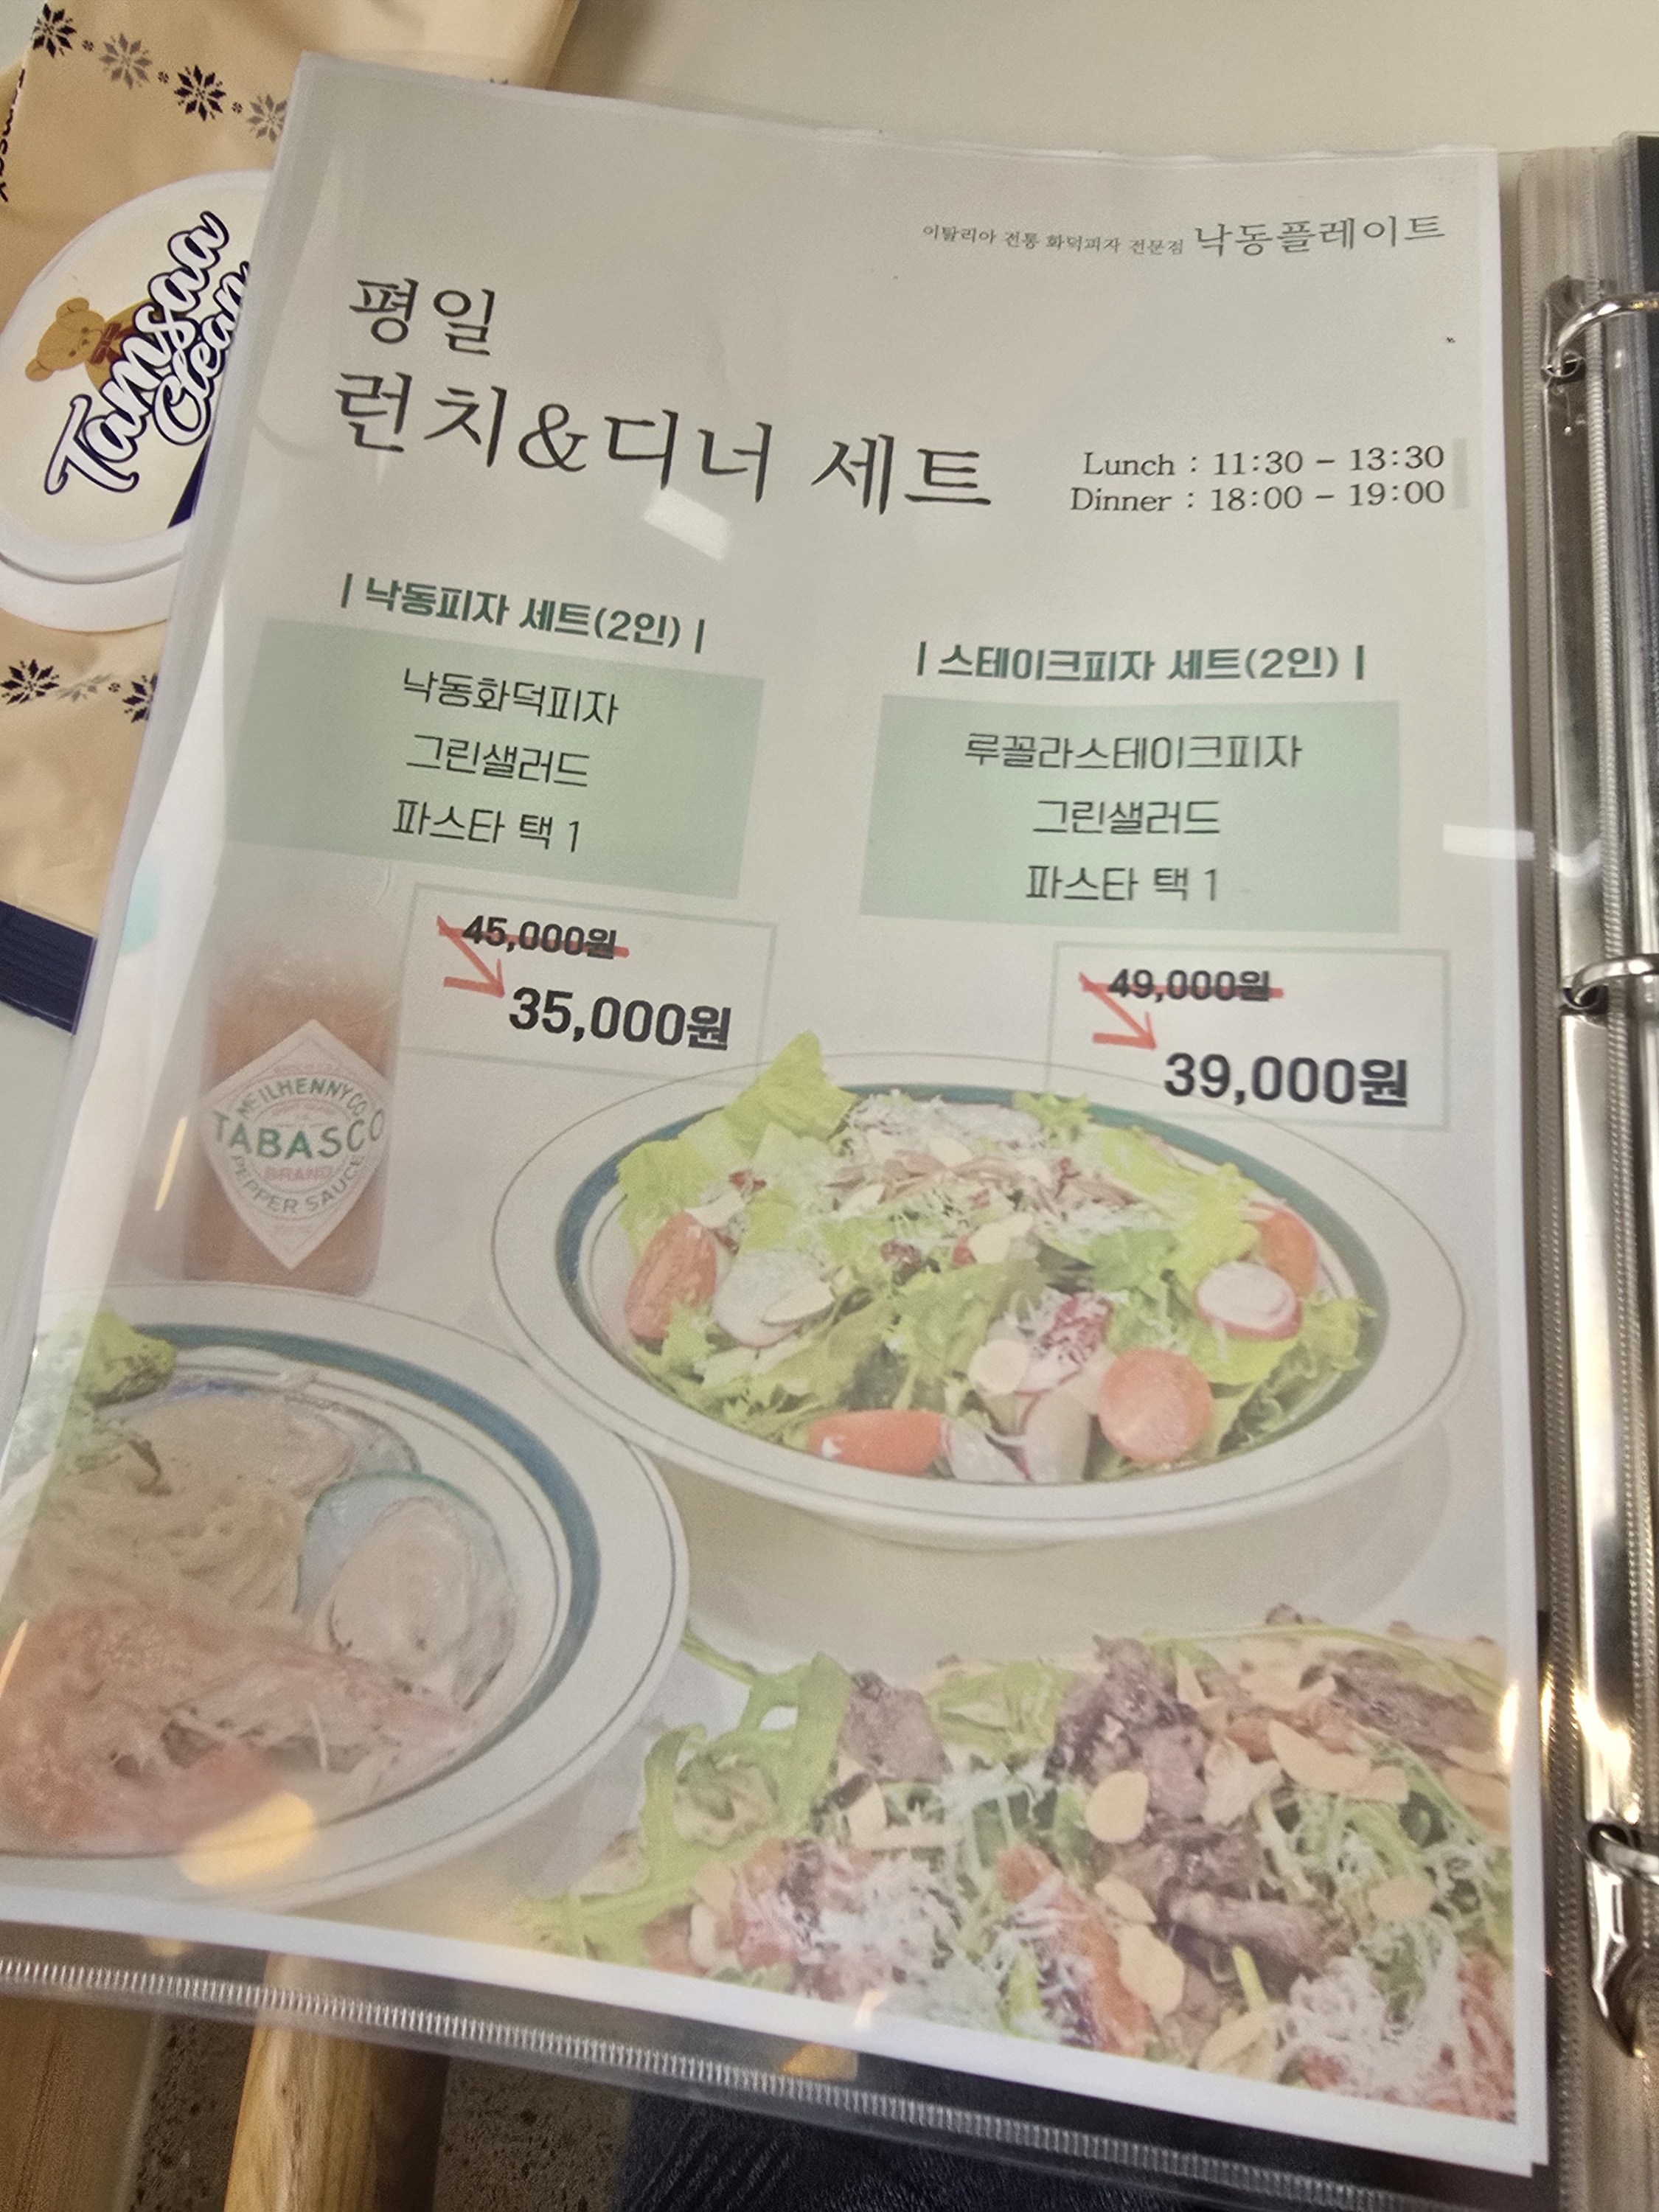 Tamsaa
Clean
이탈리아 전통 화덕피자 전문점 낙동플레이트
평일
런치&디너 세트
Lunch : 11:30 - 13:30
Dinner : 18:00 - 19:00
| 낙동피자 세트(2인) |
낙동화덕피자
그린샐러드
파스타 택 1
45,000원
35,000원
| 스테이크피자 세트(2인) |
루꼴라스테이크피자
그린샐러드
파스타 택 1
49,000원
39,000원
McILHENNY CO.
TABASCO
BRAND
PEPPER SAUCE